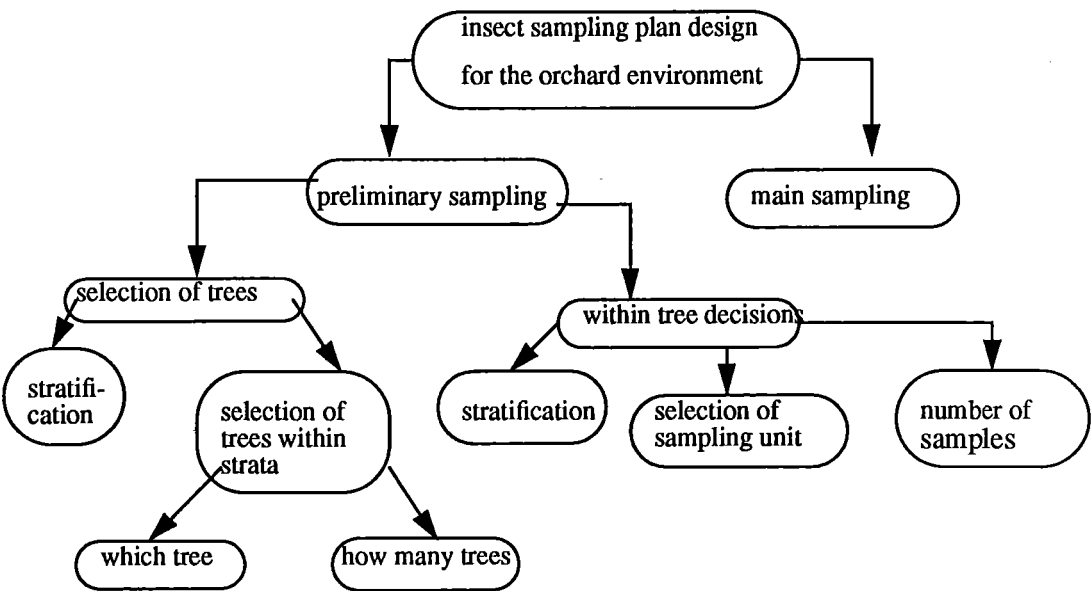 insect sampling plan design
for the orchard environment
preliminary sampling
main sampling
selection of trees
within tree decisions
stratifi-
cation
selection of
trees within
strata
stratification
selection of
sampling unit
number of
samples
which tree
how many trees